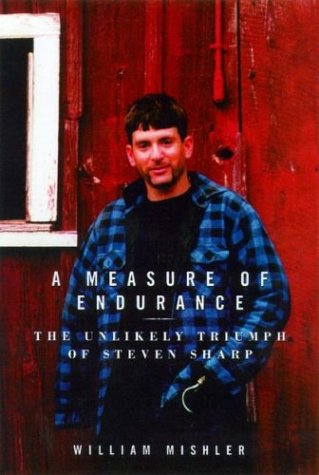 A MEASURE OF
ENDURANCE
THE UNLIKELY TRIUMPH
OF STEVEN SHARP
WILLIAM MISHLER